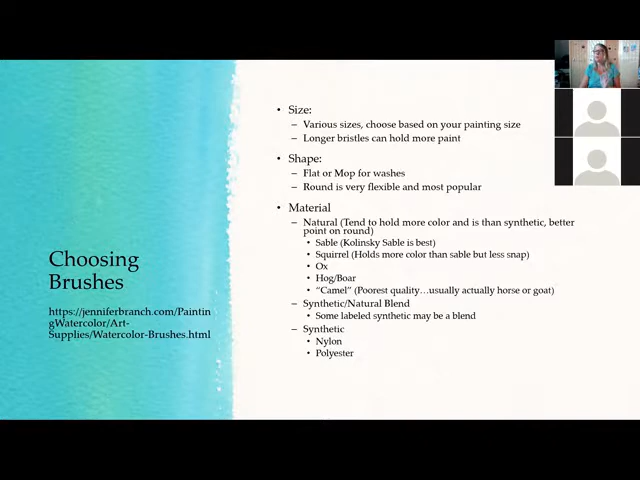 Choosing
Brushes
https://jenniferbranch.com/Paintin
gWatercolor/Art-
Supplies/Watercolor-Brushes.html
• Size:
– Various sizes, choose based on your painting size
– Longer bristles can hold more paint
• Shape:
– Flat or Mop for washes
– Round is very flexible and most popular
• Material
– Natural (Tend to hold more color and is than synthetic, better
point on round)
• Sable (Kolinsky Sable is best)
• Squirrel (Holds more color than sable but less snap)
• Ox
• Hog/Boar
• “Camel” (Poorest quality…usually actually horse or goat)
– Synthetic/Natural Blend
• Some labeled synthetic may be a blend
– Synthetic
• Nylon
• Polyester